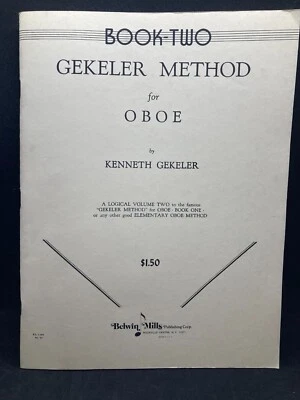 BOOK-TWO
GEKELER METHOD
for
OBOE
by
KENNETH GEKELER
A LOGICAL VOLUME TWO to the famous
"GEKELER METHOD" for OBOE - BOOK ONE -
or any other good ELEMENTARY OBOE METHOD
$1.50
Belwin Mills
Publishing Corp.